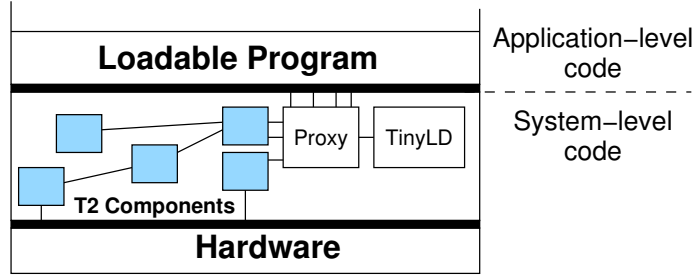 Loadable Program
Application−level
code
System−level
code
Proxy
TinyLD
T2 Components
Hardware